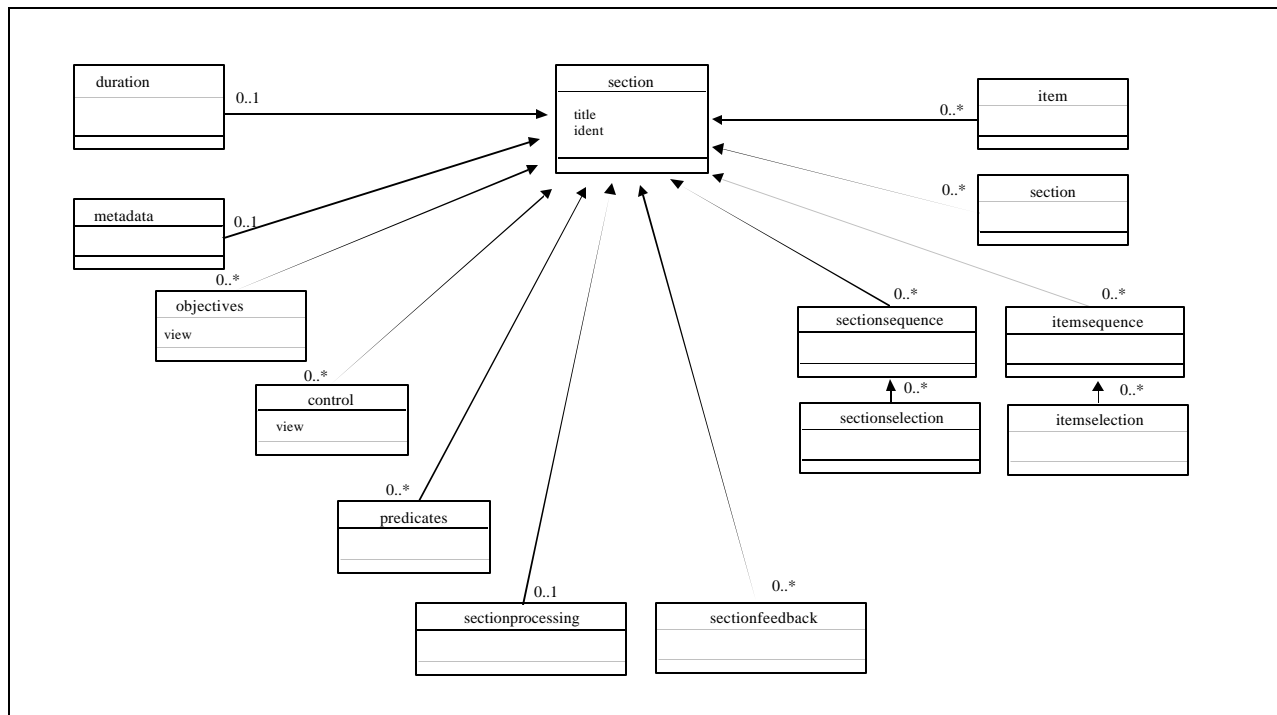 duration
0..1
section
title
ident
0..*
item
metadata
0..1
0..*
section
0..*
objectives
view
0..*
sectionsequence
0..*
itemsequence
0..*
control
view
0..*
sectionselection
0..*
itemselection
0..*
predicates
0..1
sectionprocessing
0..*
sectionfeedback